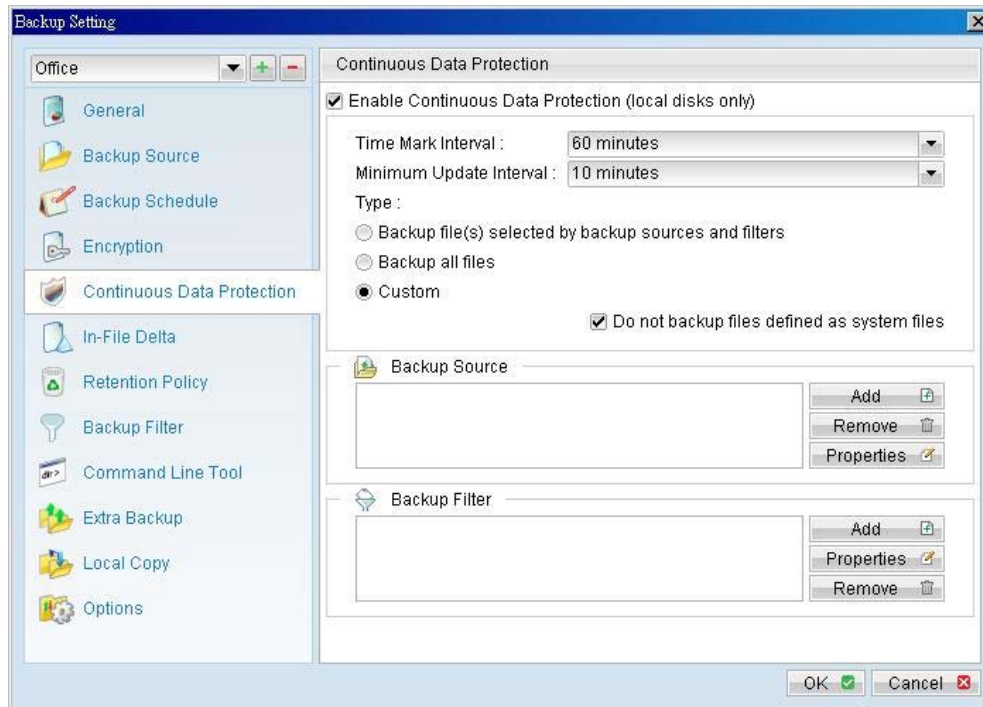 Backup Setting
Office
General
Backup Source
Backup Schedule
Encryption
Continuous Data Protection
In-File Delta
Retention Policy
Backup Filter
Command Line Tool
Extra Backup
Local Copy
Options
Continuous Data Protection
Enable Continuous Data Protection (local disks only)
Time Mark Interval : 60 minutes
Minimum Update Interval : 10 minutes
Type :
Backup file(s) selected by backup sources and filters
Backup all files
Custom
Do not backup files defined as system files
Backup Source
Add
Remove
Properties
Backup Filter
Add
Properties
Remove
OK Cancel